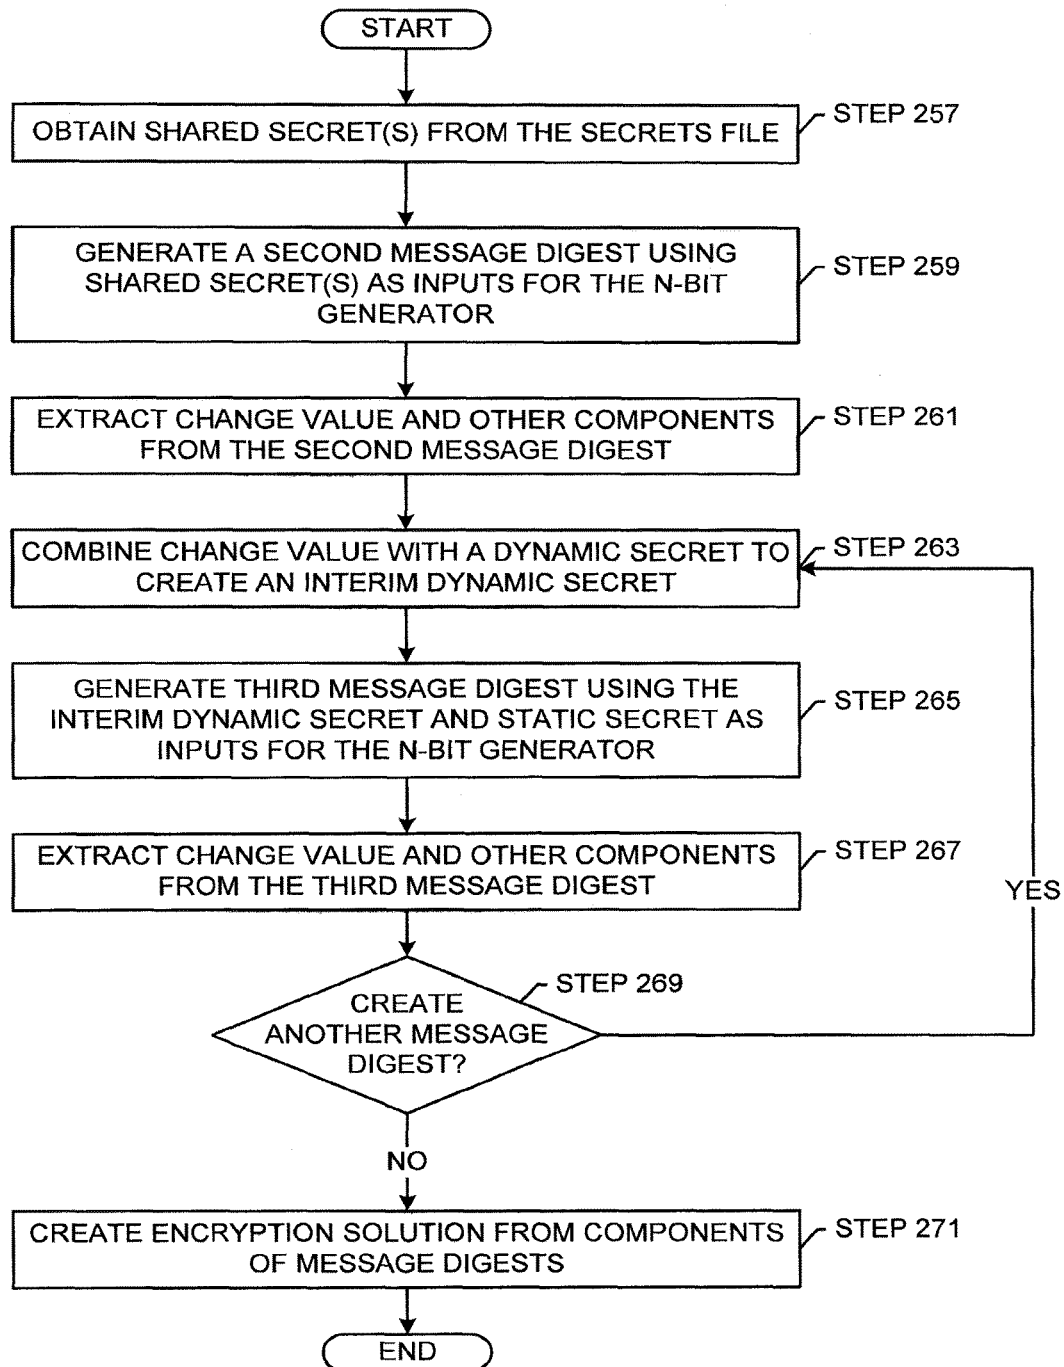 START
OBTAIN SHARED SECRET(S) FROM THE SECRETS FILE
STEP 257
GENERATE A SECOND MESSAGE DIGEST USING
SHARED SECRET(S) AS INPUTS FOR THE N-BIT
GENERATOR
STEP 259
EXTRACT CHANGE VALUE AND OTHER COMPONENTS
FROM THE SECOND MESSAGE DIGEST
STEP 261
COMBINE CHANGE VALUE WITH A DYNAMIC SECRET TO
CREATE AN INTERIM DYNAMIC SECRET
STEP 263
GENERATE THIRD MESSAGE DIGEST USING THE
INTERIM DYNAMIC SECRET AND STATIC SECRET AS
INPUTS FOR THE N-BIT GENERATOR
STEP 265
EXTRACT CHANGE VALUE AND OTHER COMPONENTS
FROM THE THIRD MESSAGE DIGEST
STEP 267
YES
CREATE
ANOTHER MESSAGE
DIGEST?
STEP 269
NO
CREATE ENCRYPTION SOLUTION FROM COMPONENTS
OF MESSAGE DIGESTS
STEP 271
END